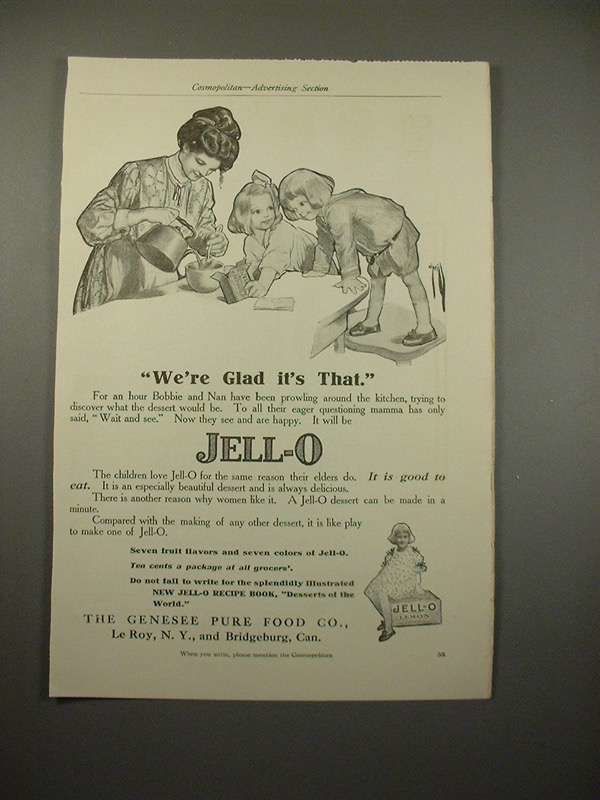 Cosmopolitan—Advertising Section
"We're Glad it's That."
For an hour Bobbie and Nan have been prowling around the kitchen, trying to
discover what the dessert would be. To all their eager questioning mamma has only
said, "Wait and see." Now they see and are happy. It will be
JELL-O
The children love Jell-O for the same reason their elders do. It is good to
eat. It is an especially beautiful dessert and is always delicious.
There is another reason why women like it. A Jell-O dessert can be made in a
minute.
Compared with the making of any other dessert, it is like play
to make one of Jell-O.
Seven fruit flavors and seven colors of Jell-O.
Ten cents a package at all grocers'.
Do not fail to write for the splendidly illustrated
NEW JELL-O RECIPE BOOK, "Desserts of the
World."
JELL-O
LEMON
THE GENESEE PURE FOOD CO.,
Le Roy, N. Y., and Bridgeburg, Can.
When you write, please mention the Cosmopolitan